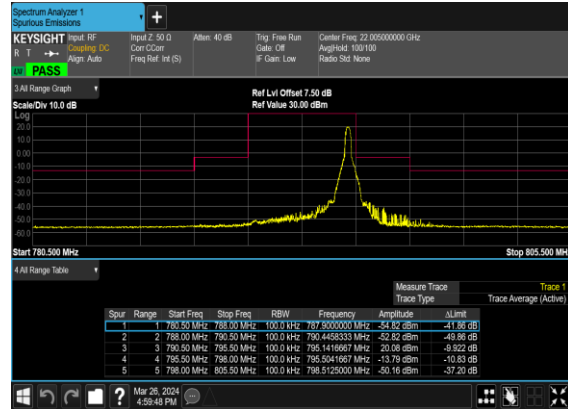 Spectrum Analyzer 1
Spurious Emissions
KEYSIGHT Input: RF Input Z: 50 Ω Atten: 40 dB Trig: Free Run Center Freq: 22.005000000 GHz
R T Coupling: DC Corr CCorr Gate: Off Avg|Hold: 100/100
Align: Auto Freq Ref: Int (S) IF Gain: Low Radio Std: None
PASS
3 All Range Graph
Ref Lvl Offset 7.50 dB
Scale/Div 10.0 dB Ref Value 30.00 dBm
Log
20.0
10.0
0.00
-10.0
-20.0
-30.0
-40.0
-50.0
-60.0
Start 780.500 MHz Stop 805.500 MH
4 All Range Table
Measure Trace Trace 1
Trace Type Trace Average (Active)
Spur Range Start Freq Stop Freq RBW Frequency Amplitude ΔLimit
1 1 780.50 MHz 788.00 MHz 100.0 kHz 787.9000000 MHz -54.82 dBm -41.86 dB
2 2 788.00 MHz 790.50 MHz 100.0 kHz 790.4458333 MHz -52.82 dBm -49.86 dB
3 3 790.50 MHz 795.50 MHz 100.0 kHz 795.1416667 MHz 20.08 dBm -9.922 dB
4 4 795.50 MHz 798.00 MHz 100.0 kHz 795.5041667 MHz -13.79 dBm -10.83 dB
5 5 798.00 MHz 805.50 MHz 100.0 kHz 798.5125000 MHz -50.16 dBm -37.20 dB
? Mar 26, 2024
4:59:48 PM